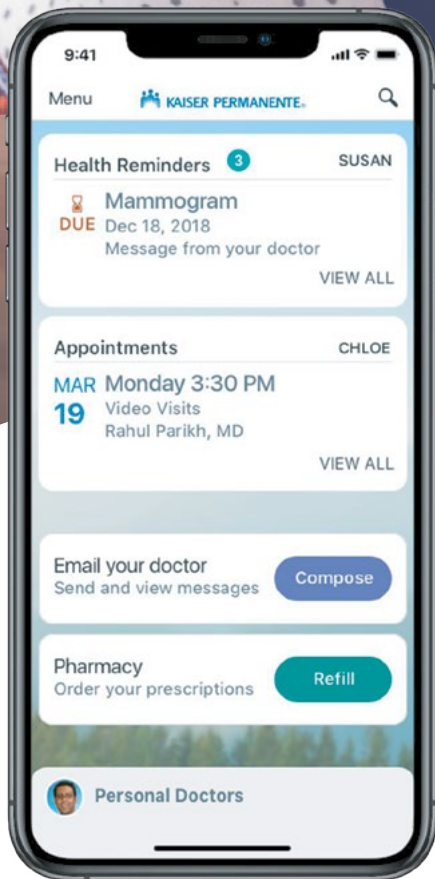 9:41
Menu
KAISER PERMANENTE®
Health Reminders 3 SUSAN
Mammogram
DUE Dec 18, 2018
Message from your doctor
VIEW ALL
Appointments CHLOE
MAR Monday 3:30 PM
19 Video Visits
Rahul Parikh, MD
VIEW ALL
Email your doctor
Send and view messages
Compose
Pharmacy
Order your prescriptions
Refill
Personal Doctors